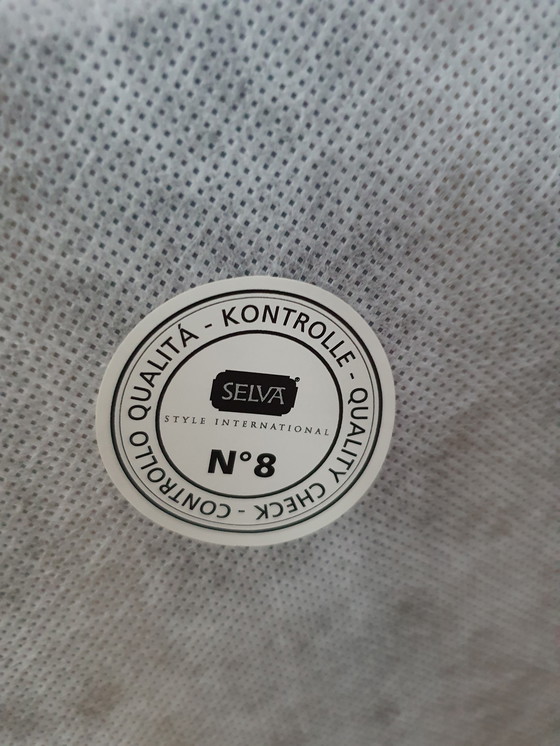 CONTROLLO QUALITÁ - KONTROLLE - QUALITY CHECK -
SELVA
STYLE INTERNATIONAL
N°8